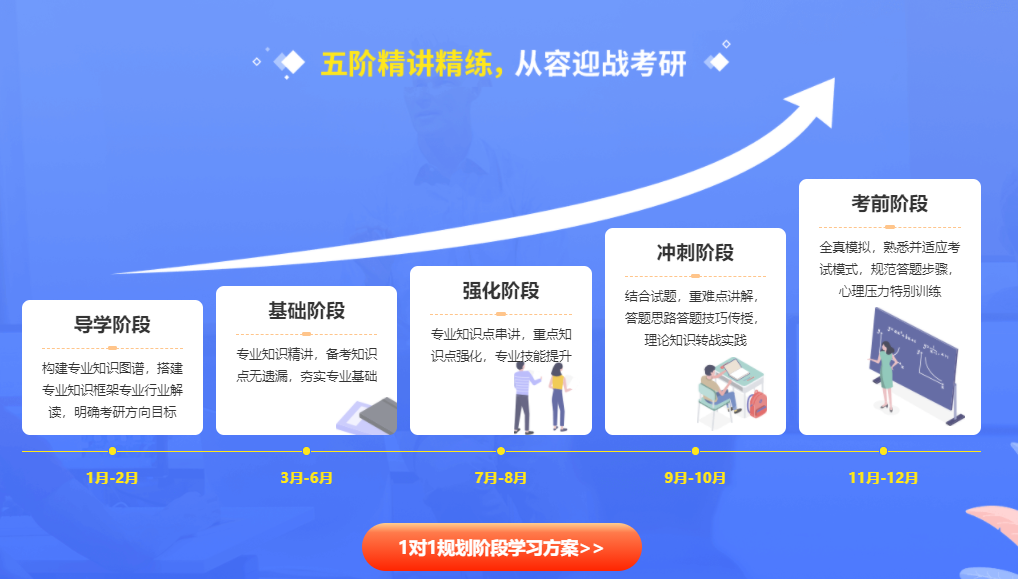 五阶精讲精练，从容迎战考研
导学阶段
构建专业知识图谱，搭建
专业知识框架专业行业解
读，明确考研方向目标
基础阶段
专业知识精讲，备考知识
点无遗漏，夯实专业基础
强化阶段
专业知识点串讲，重点知
识点强化，专业技能提升
冲刺阶段
结合试题，重难点讲解，
答题思路答题技巧传授，
理论知识转战实践
考前阶段
全真模拟，熟悉并适应考
试模式，规范答题步骤，
心理压力特别训练
1月-2月
3月-6月
7月-8月
9月-10月
11月-12月
1对1规划阶段学习方案>>